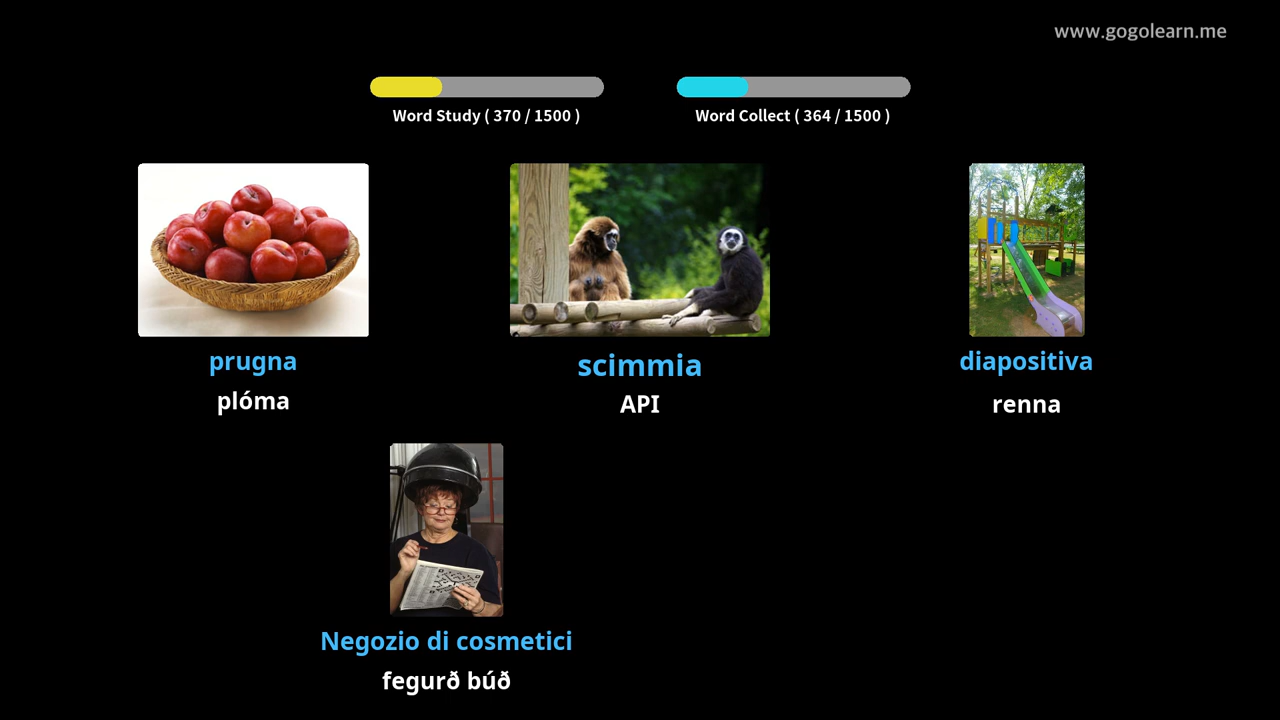 www.gogolearn.me
Word Study ( 370 / 1500 )
Word Collect ( 364 / 1500 )
prugna
plóma
scimmia
API
diapositiva
renna
Negozio di cosmetici
fegurð búð